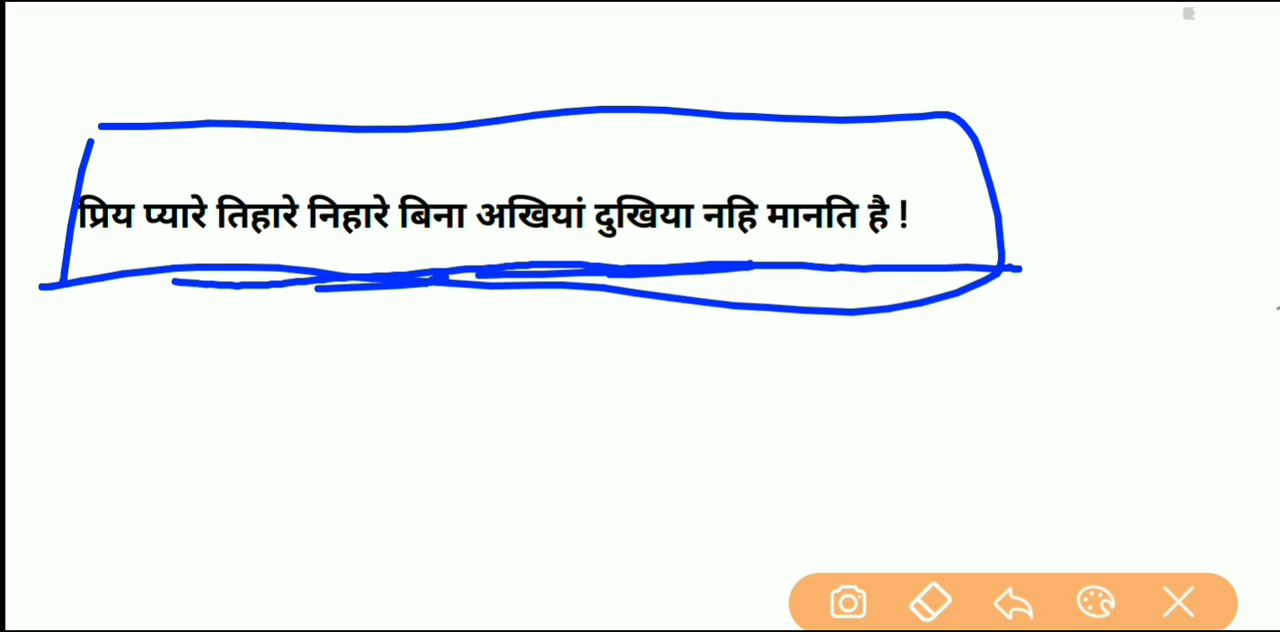 प्रिय प्यारे तिहारे निहारे बिना अखियां दुखिया नहि मानति है !